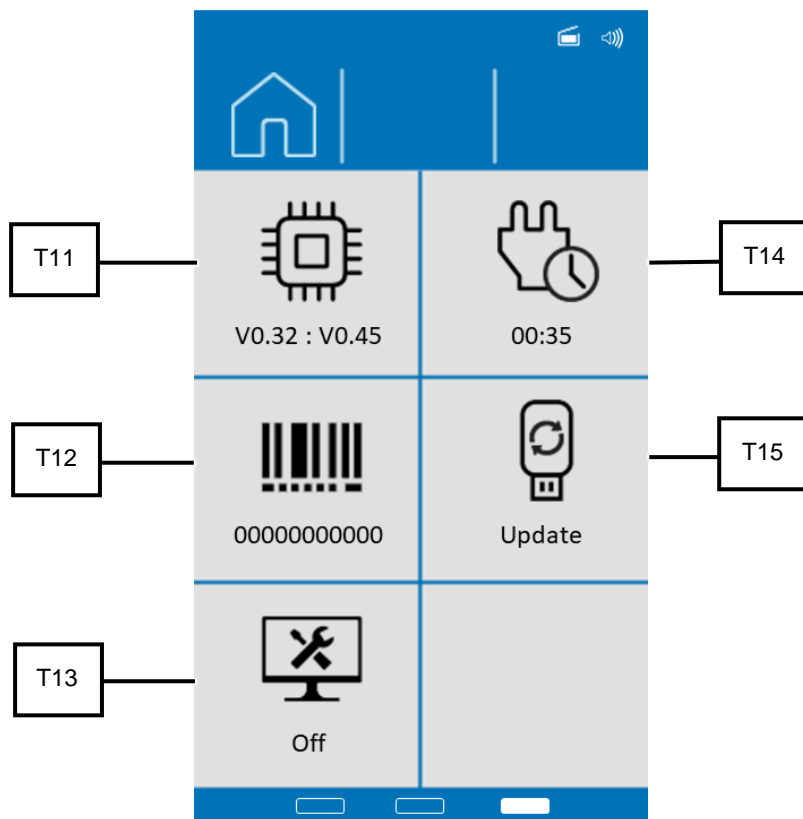 T11
V0.32 : V0.45
T14
00:35
T12
00000000000
T15
Update
T13
Off